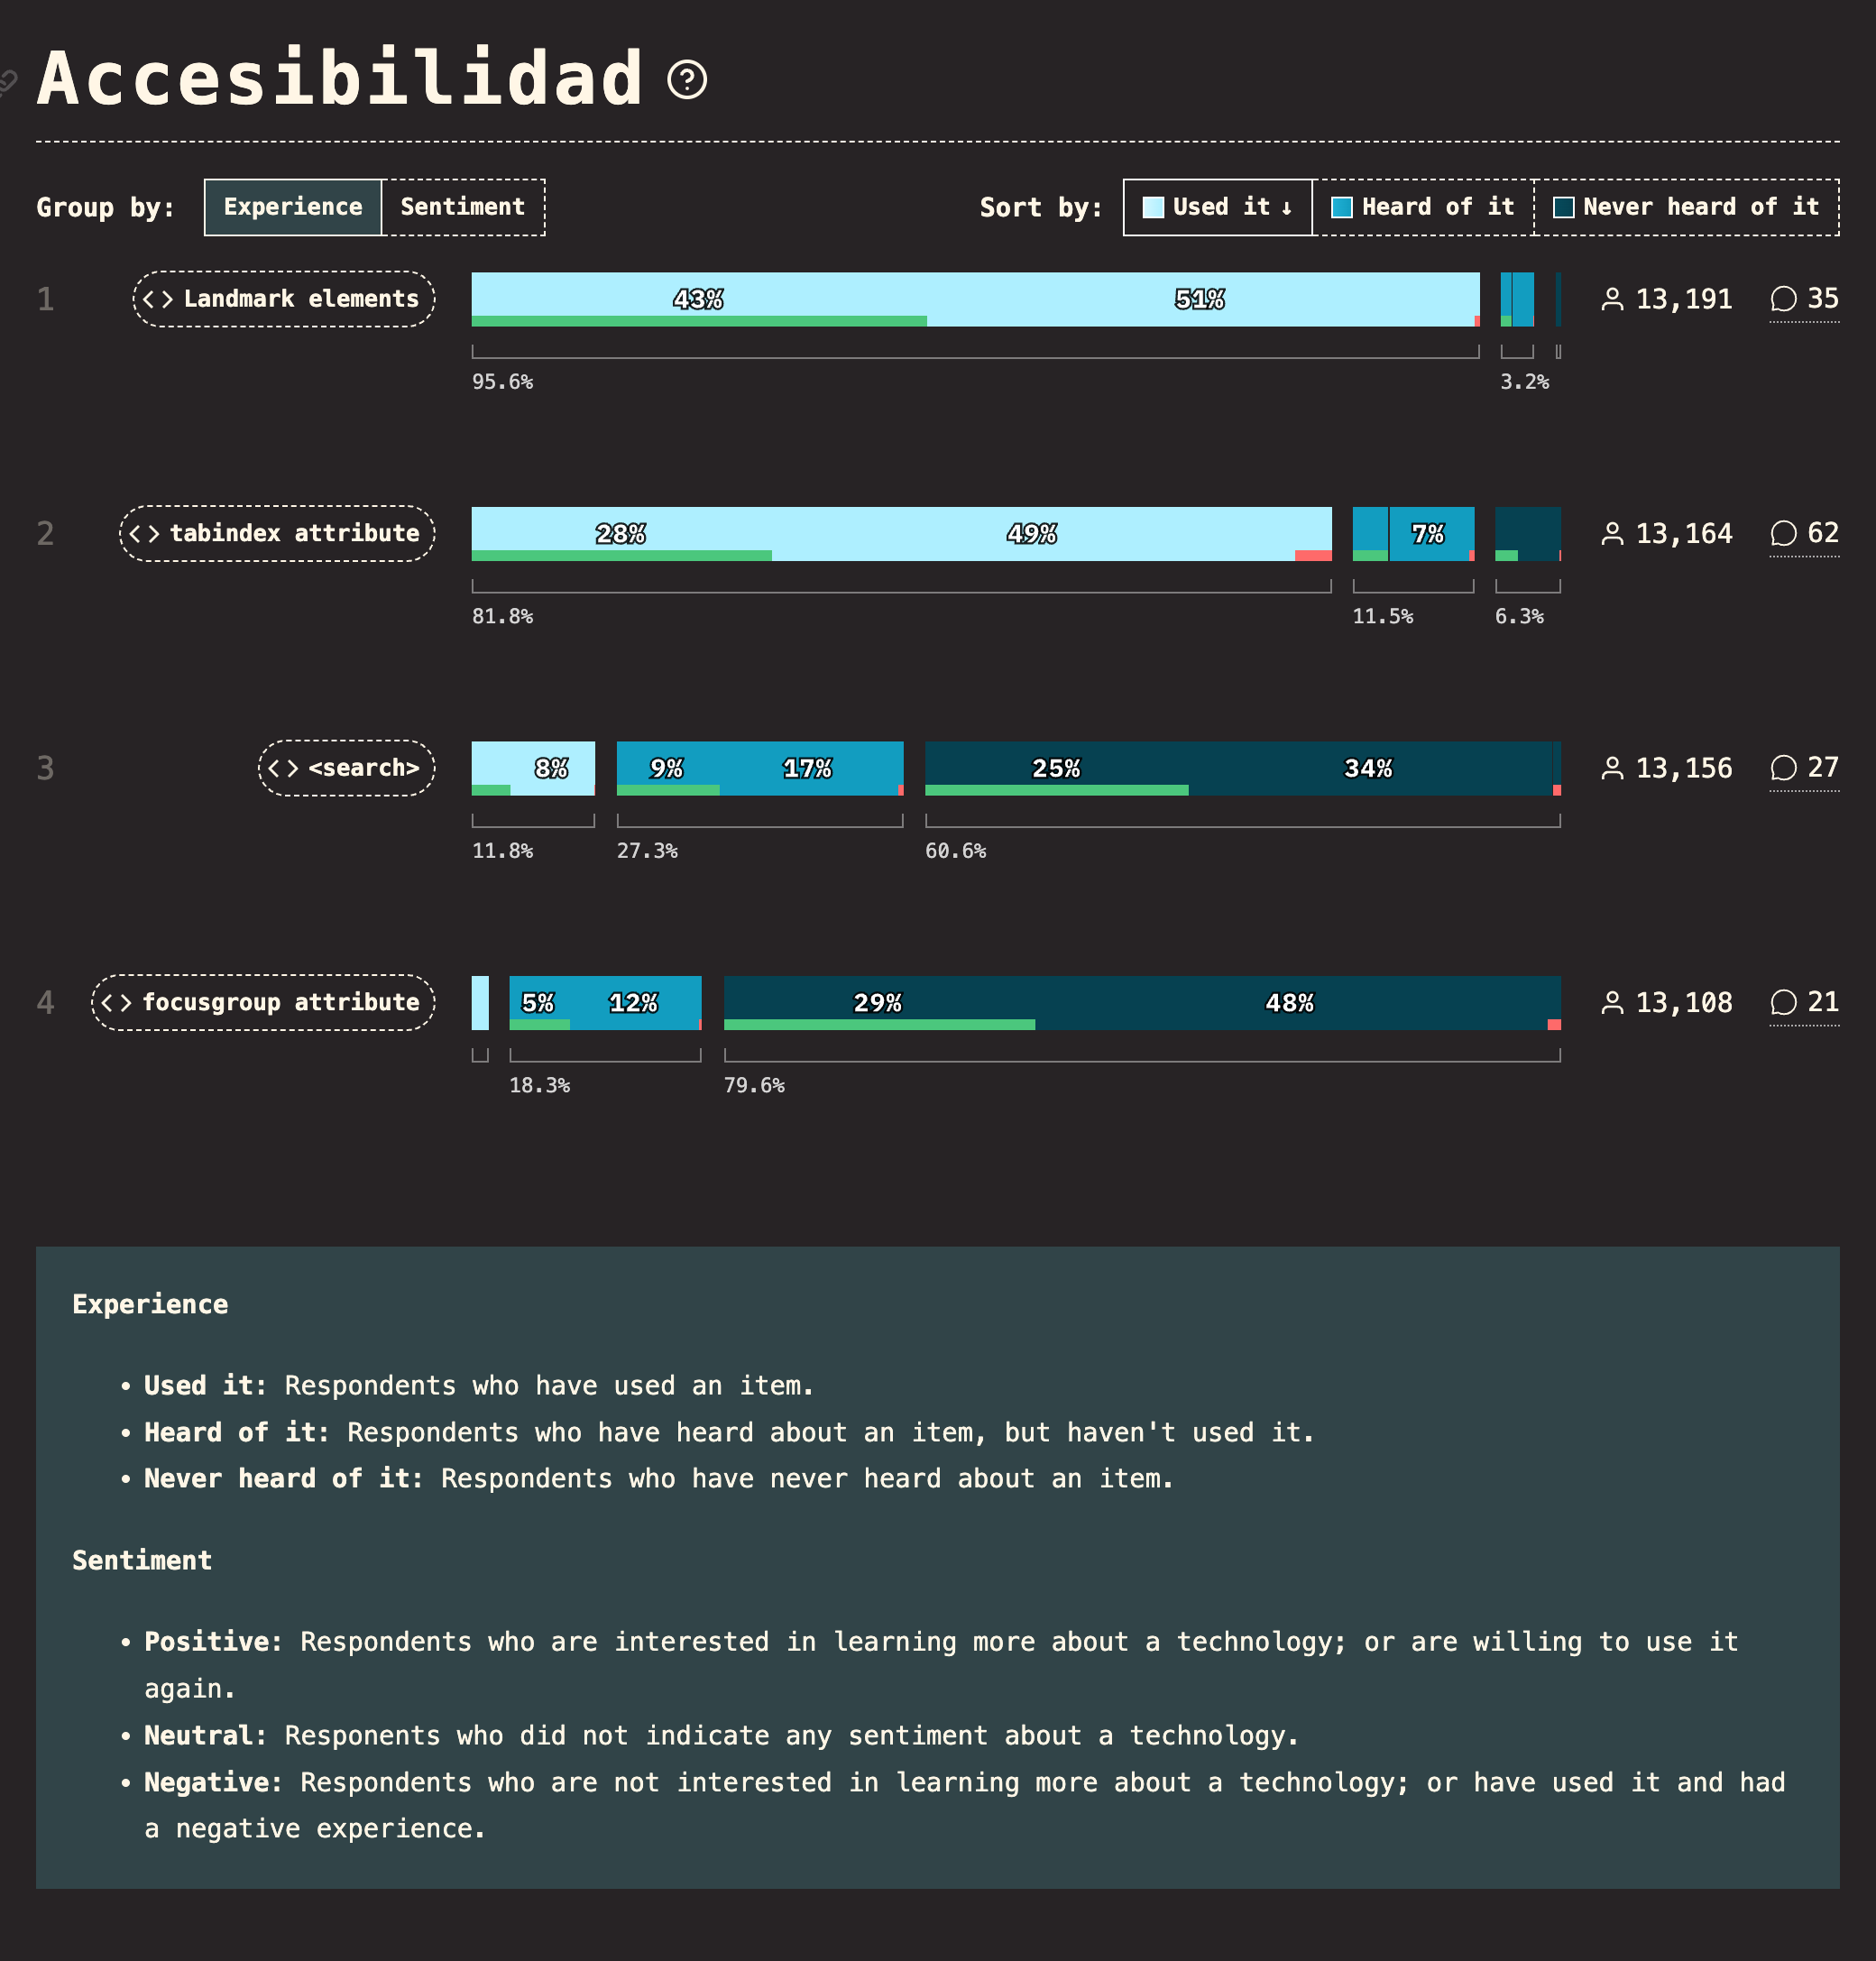 Accesibilidad
Group by: Experience Sentiment Sort by: Used it ↓ Heard of it Never heard of it
1 <> Landmark elements 43% 51% 13,191 35
95.6% 3.2%
2 <> tabindex attribute 28% 49% 7% 13,164 62
81.8% 11.5% 6.3%
3 <> <search> 8% 9% 17% 25% 34% 13,156 27
11.8% 27.3% 60.6%
4 <> focusgroup attribute 5% 12% 29% 48% 13,108 21
18.3% 79.6%
Experience
• Used it: Respondents who have used an item.
• Heard of it: Respondents who have heard about an item, but haven't used it.
• Never heard of it: Respondents who have never heard about an item.
Sentiment
• Positive: Respondents who are interested in learning more about a technology; or are willing to use it
again.
• Neutral: Responents who did not indicate any sentiment about a technology.
• Negative: Respondents who are not interested in learning more about a technology; or have used it and had
a negative experience.